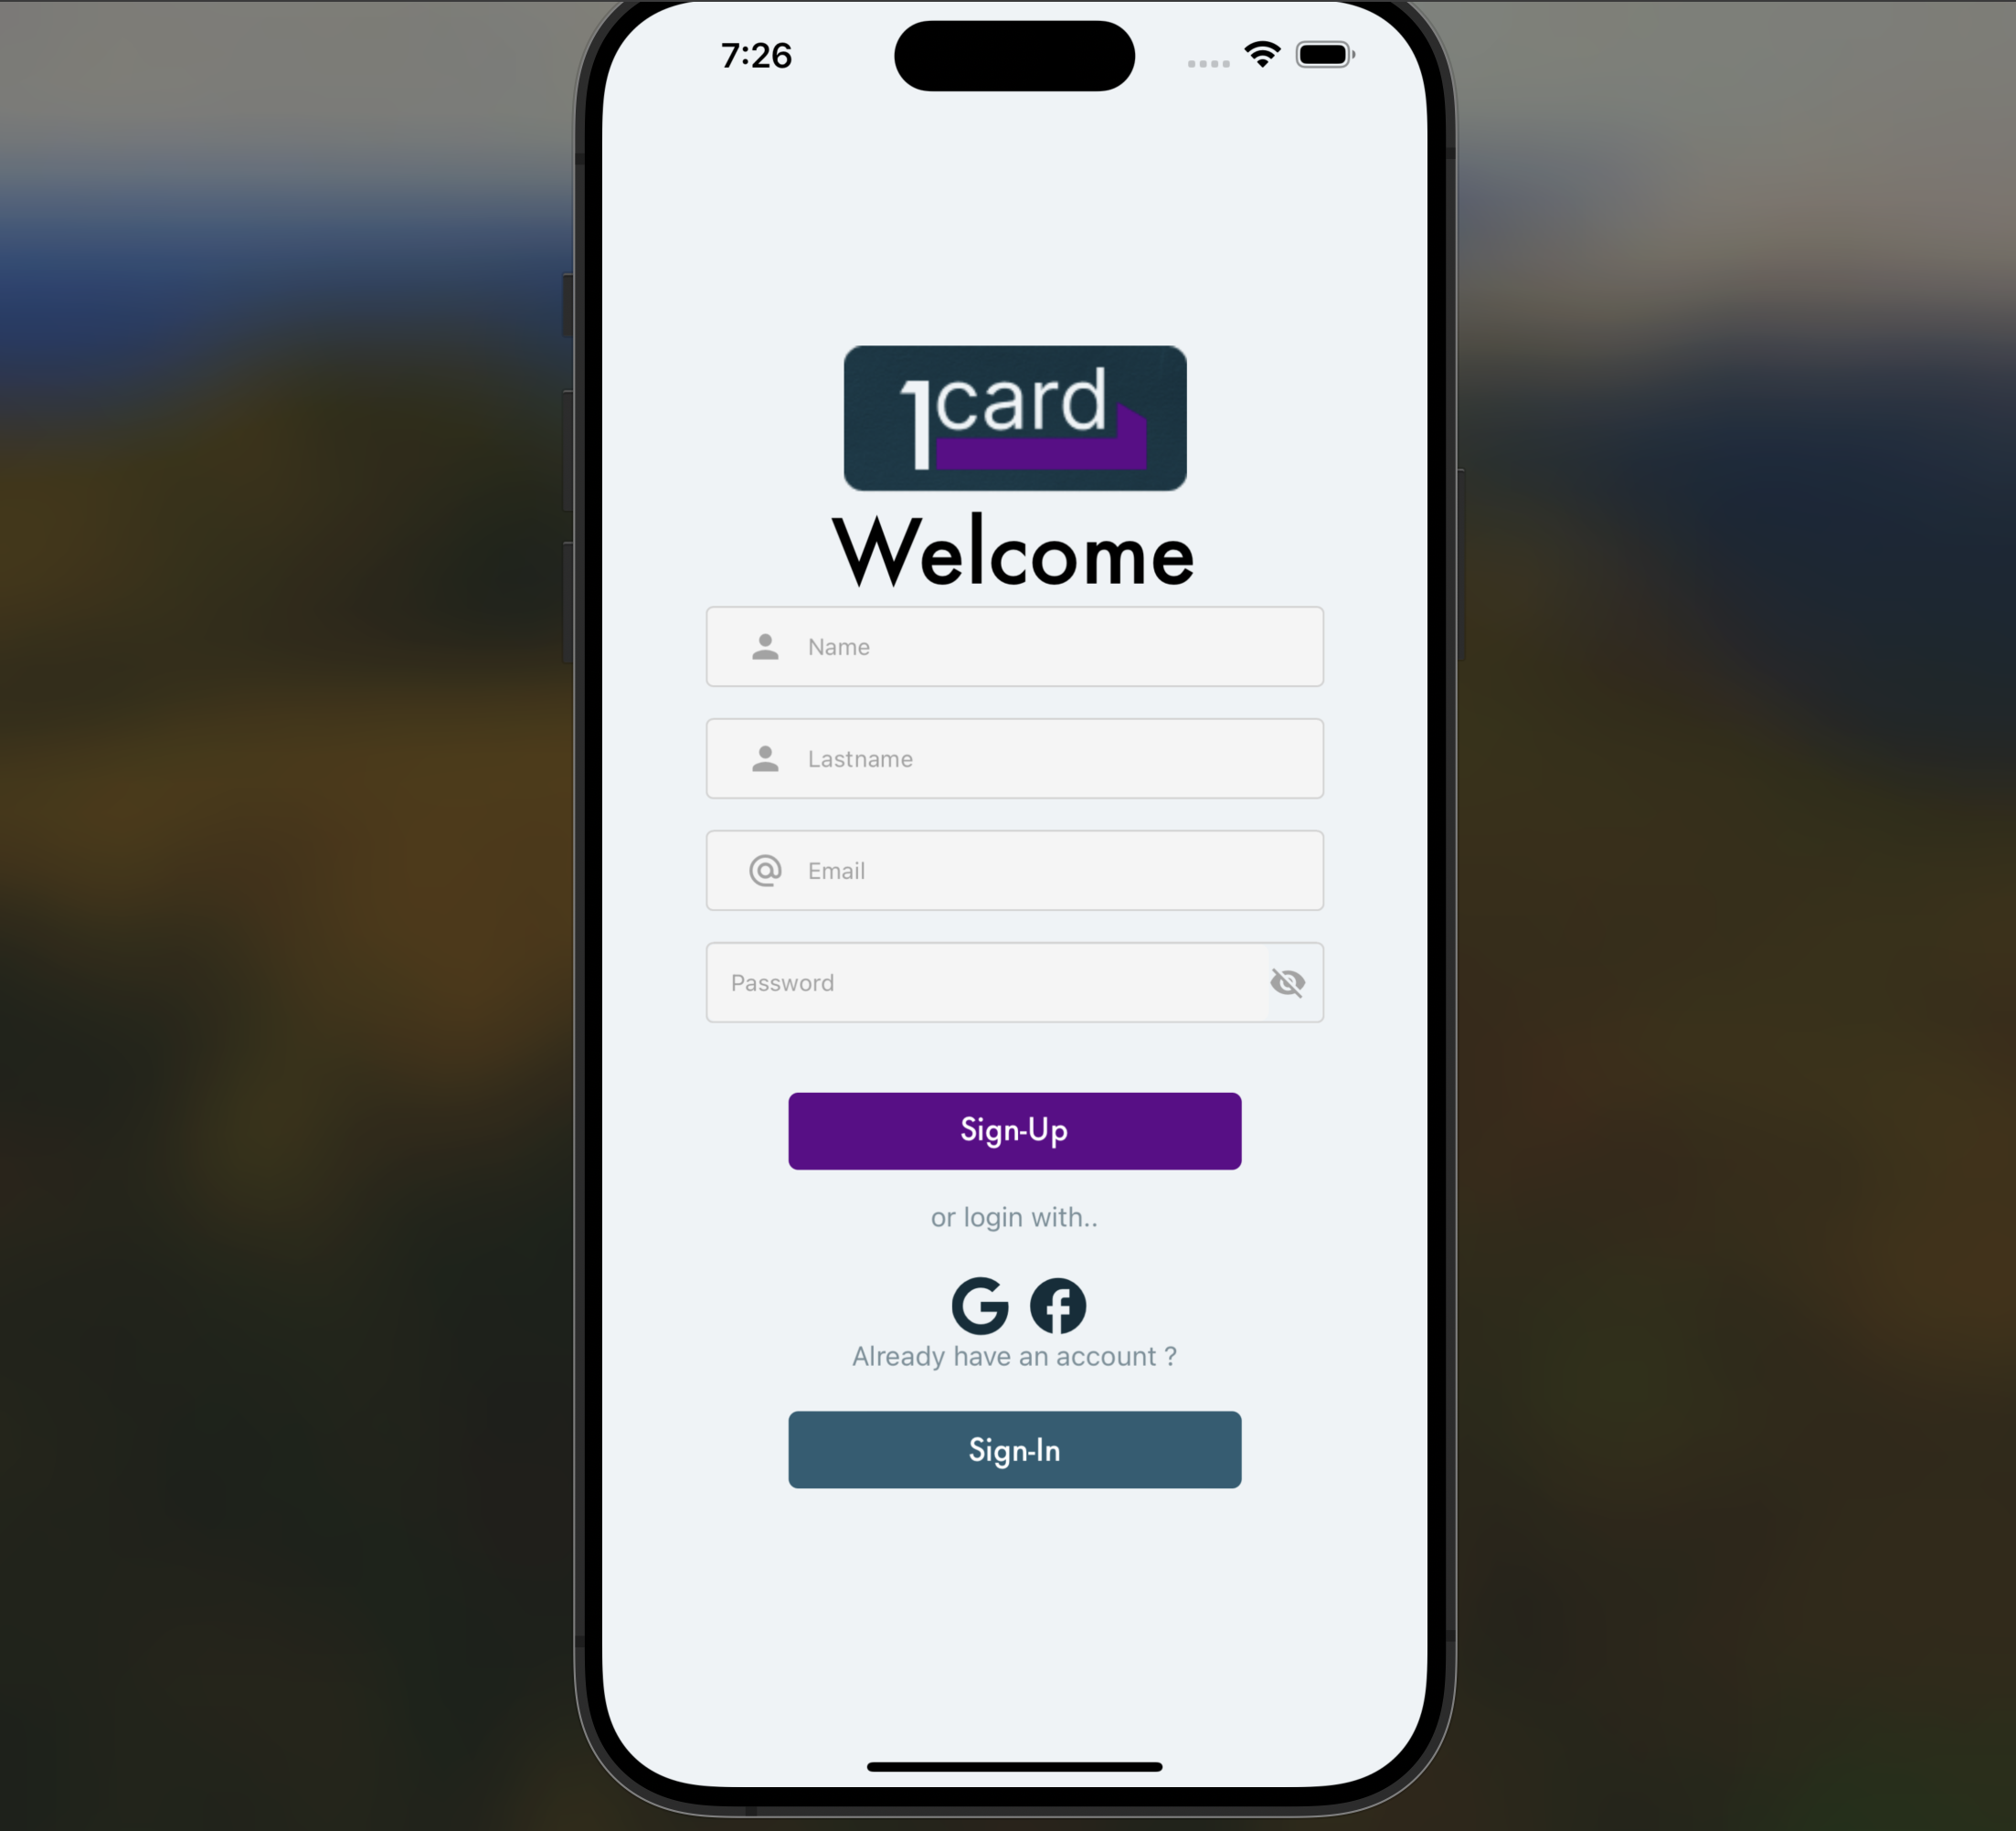 7:26
1card
Welcome
Name
Lastname
Email
Password
Sign-Up
or login with..
Already have an account ?
Sign-In